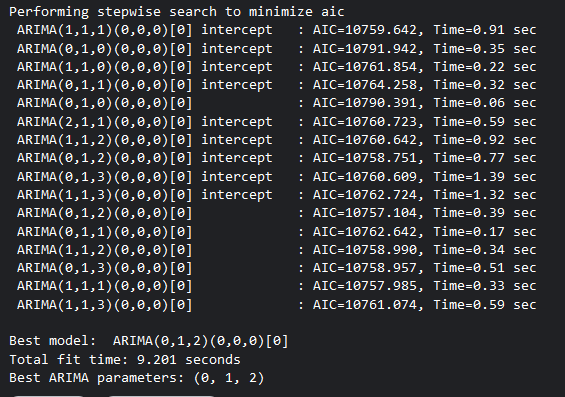 Performing stepwise search to minimize aic
ARIMA(1,1,1)(0,0,0)[0] intercept   : AIC=10759.642, Time=0.91 sec
ARIMA(0,1,0)(0,0,0)[0] intercept   : AIC=10791.942, Time=0.35 sec
ARIMA(1,1,0)(0,0,0)[0] intercept   : AIC=10761.854, Time=0.22 sec
ARIMA(0,1,1)(0,0,0)[0] intercept   : AIC=10764.258, Time=0.32 sec
ARIMA(0,1,0)(0,0,0)[0]             : AIC=10790.391, Time=0.06 sec
ARIMA(2,1,1)(0,0,0)[0] intercept   : AIC=10760.723, Time=0.59 sec
ARIMA(1,1,2)(0,0,0)[0] intercept   : AIC=10760.642, Time=0.92 sec
ARIMA(0,1,2)(0,0,0)[0] intercept   : AIC=10758.751, Time=0.77 sec
ARIMA(0,1,3)(0,0,0)[0] intercept   : AIC=10760.609, Time=1.39 sec
ARIMA(1,1,3)(0,0,0)[0] intercept   : AIC=10762.724, Time=1.32 sec
ARIMA(0,1,2)(0,0,0)[0]             : AIC=10757.104, Time=0.39 sec
ARIMA(0,1,1)(0,0,0)[0]             : AIC=10762.642, Time=0.17 sec
ARIMA(1,1,2)(0,0,0)[0]             : AIC=10758.990, Time=0.34 sec
ARIMA(0,1,3)(0,0,0)[0]             : AIC=10758.957, Time=0.51 sec
ARIMA(1,1,1)(0,0,0)[0]             : AIC=10757.985, Time=0.33 sec
ARIMA(1,1,3)(0,0,0)[0]             : AIC=10761.074, Time=0.59 sec
Best model:  ARIMA(0,1,2)(0,0,0)[0]
Total fit time: 9.201 seconds
Best ARIMA parameters: (0, 1, 2)